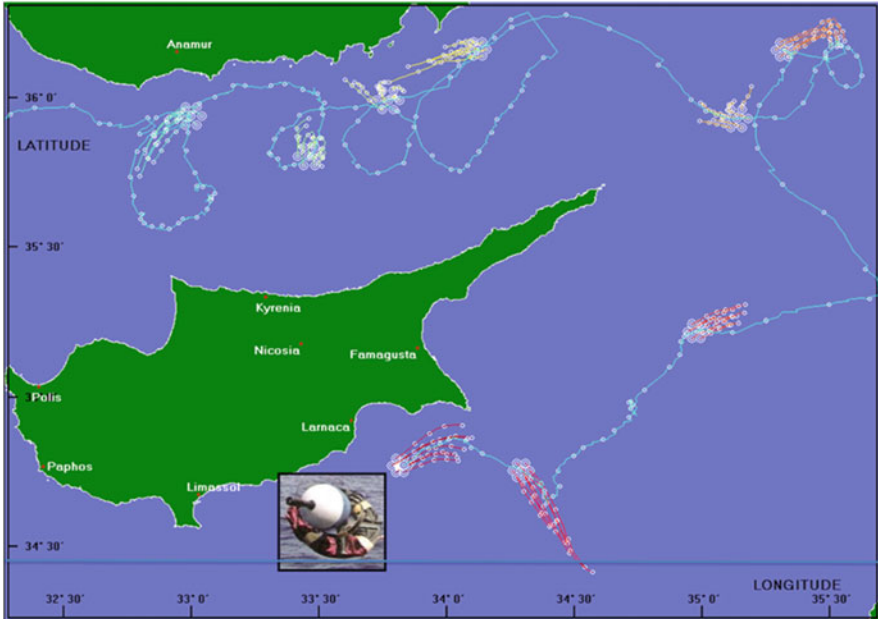 Anamur
36° 0'
LATITUDE
35° 30'
Kyrenia
Nicosia
Famagusta
Polis
Larnaca
Paphos
Limassol
34° 30'
LONGITUDE
32° 30' 33° 0' 33° 30' 34° 0' 34° 30' 35° 0' 35° 30'